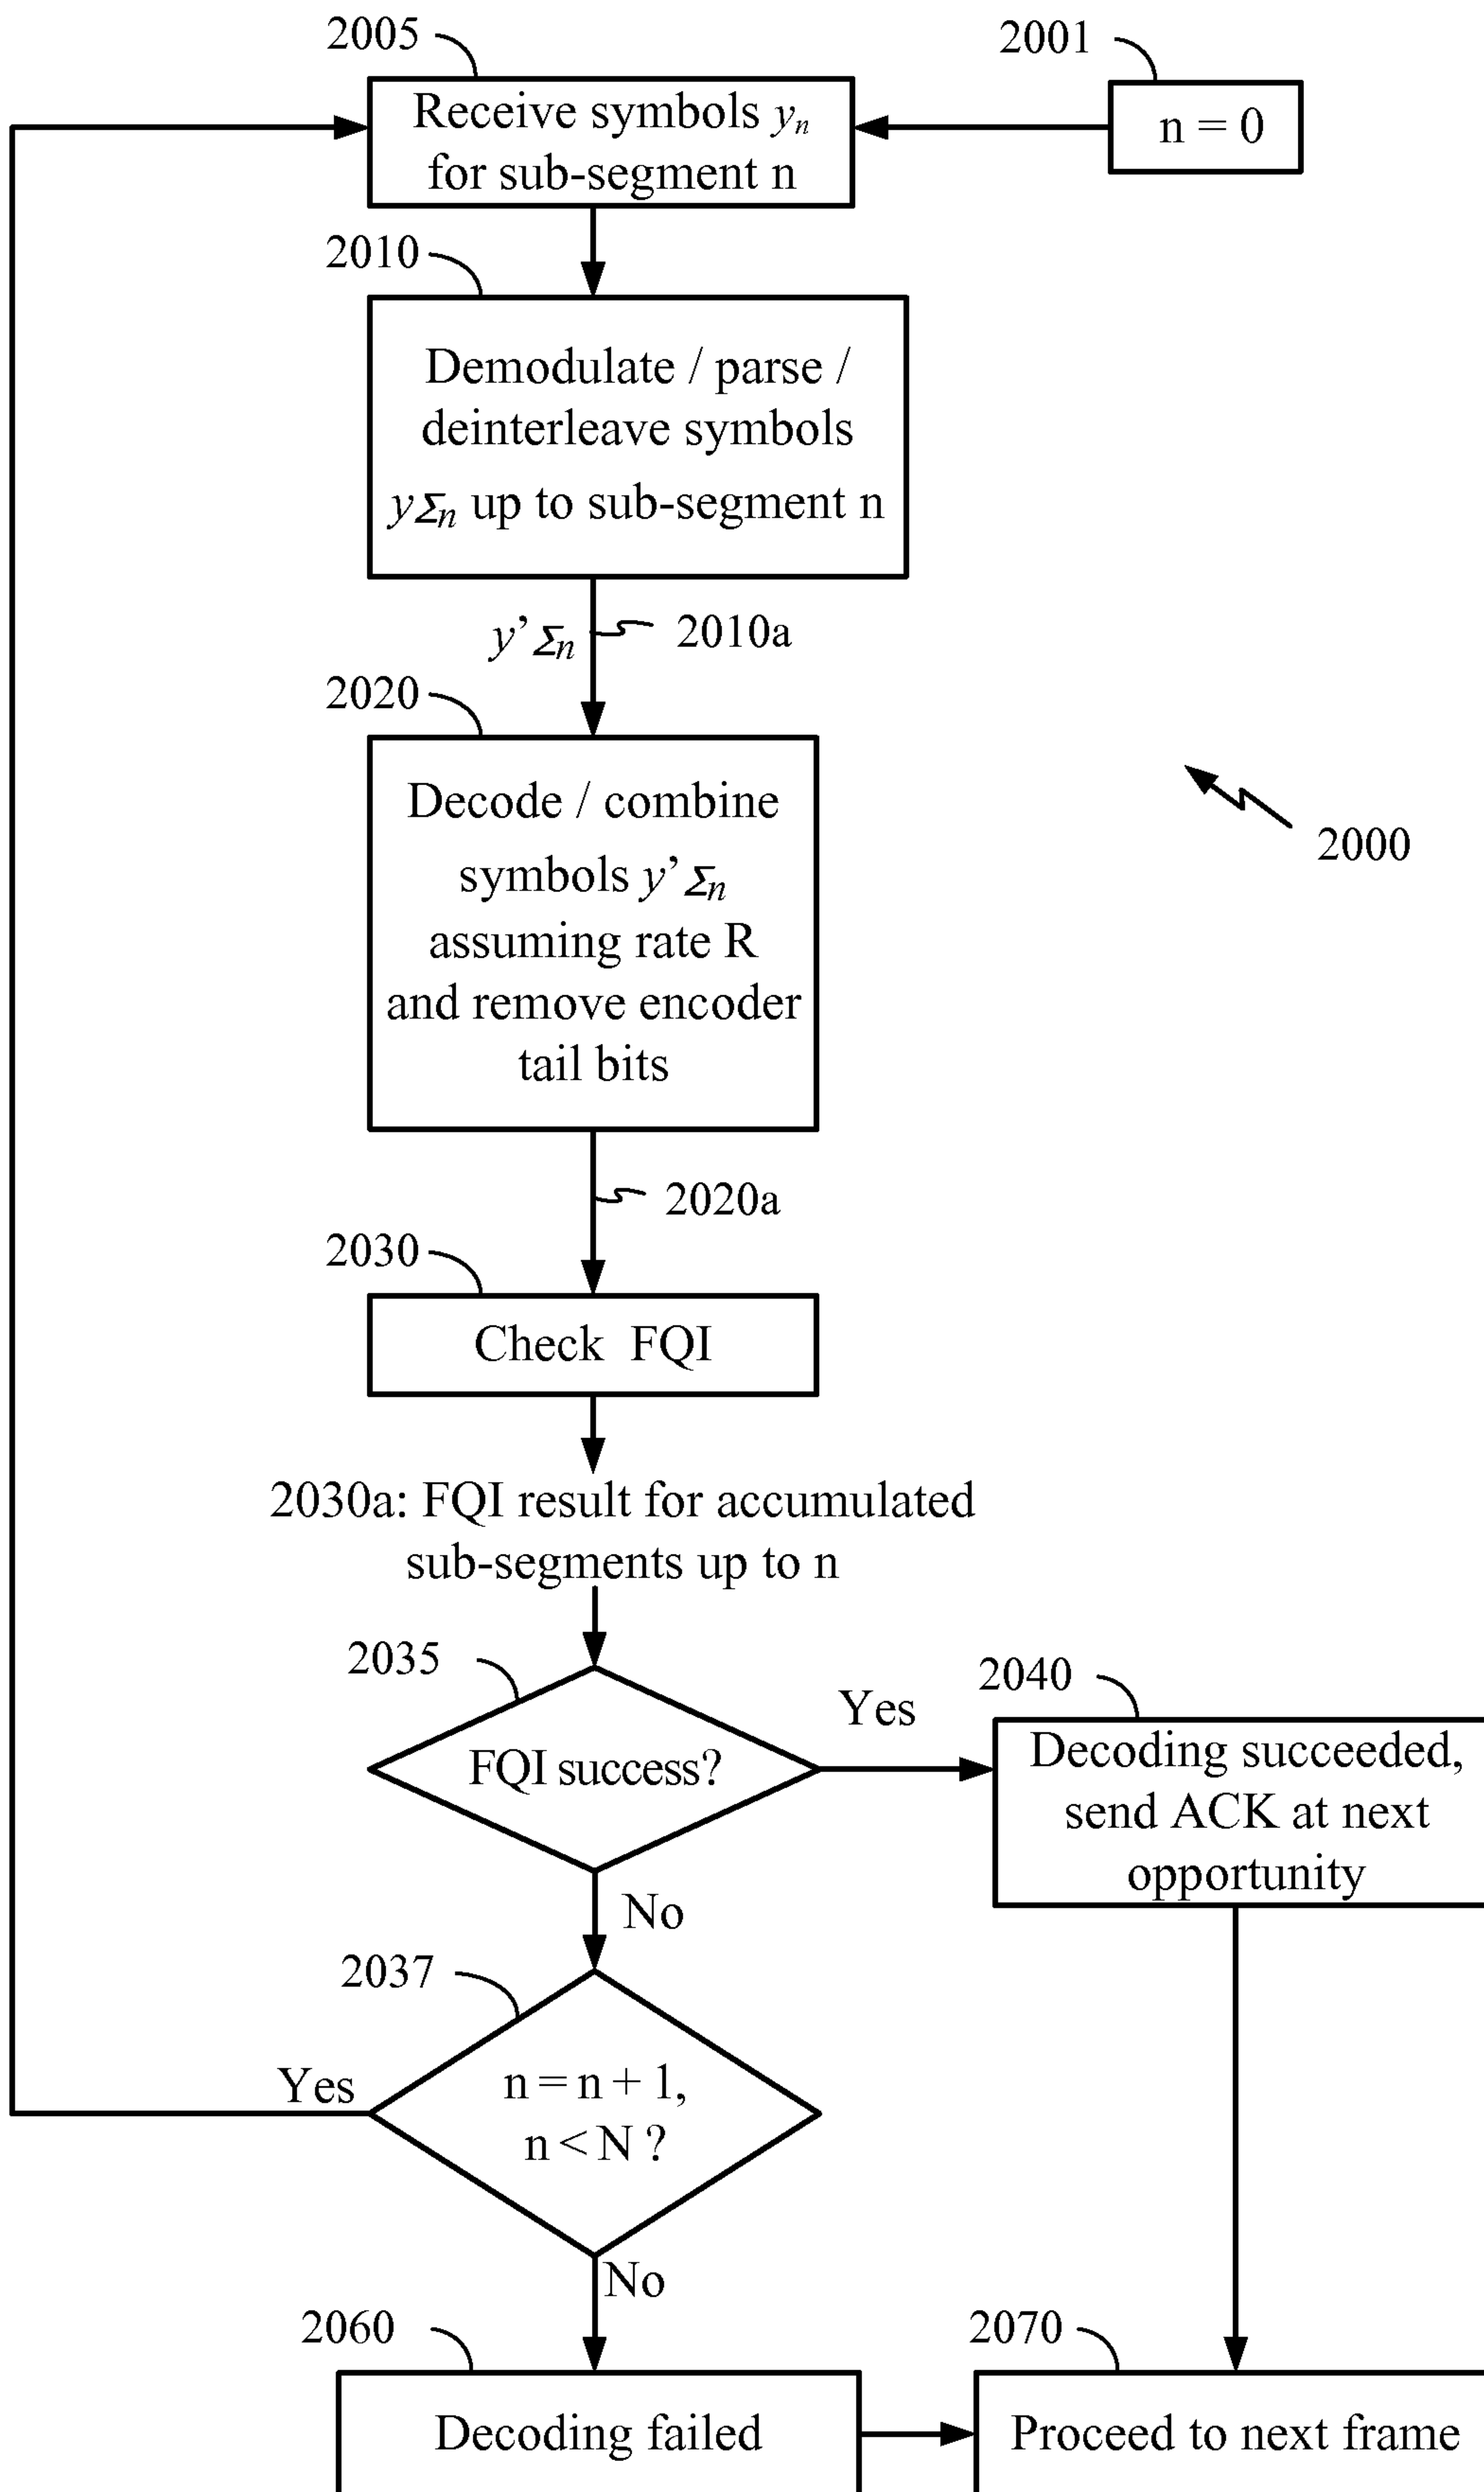 2005
2001
Receive symbols yn
for sub-segment n
n = 0
2010
Demodulate / parse /
deinterleave symbols
yΣn up to sub-segment n
y’Σn
2010a
2020
Decode / combine
symbols y’Σn
assuming rate R
and remove encoder
tail bits
2000
2020a
2030
Check FQI
2030a: FQI result for accumulated
sub-segments up to n
2035
FQI success?
Yes
2040
Decoding succeeded,
send ACK at next
opportunity
No
2037
n = n + 1,
n < N ?
Yes
No
2060
Decoding failed
2070
Proceed to next frame